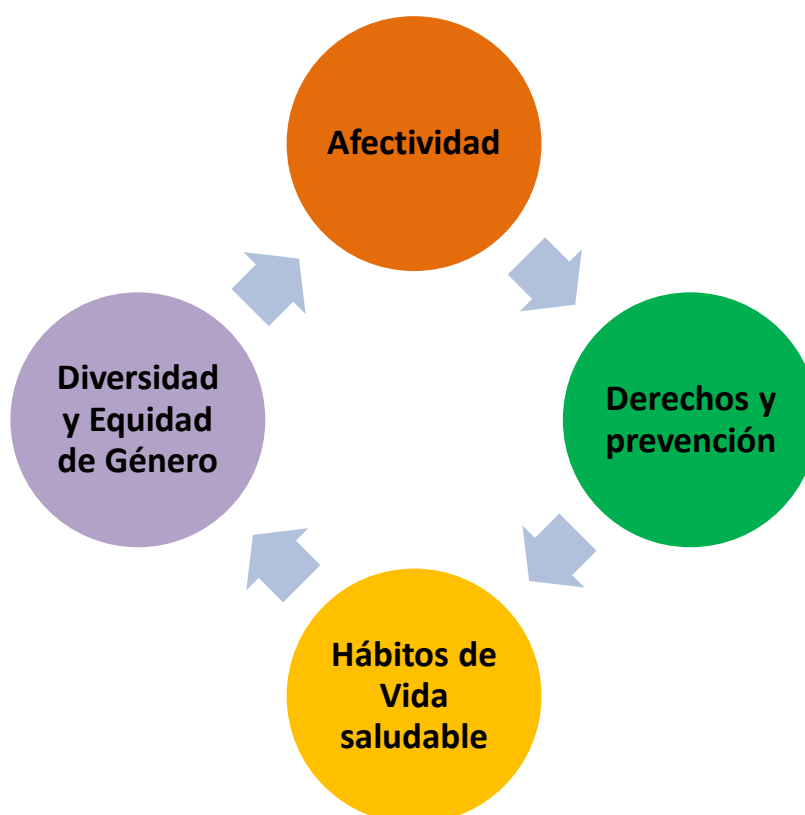 Afectividad
Derechos y
prevención
Hábitos de
Vida
saludable
Diversidad
y Equidad
de Género